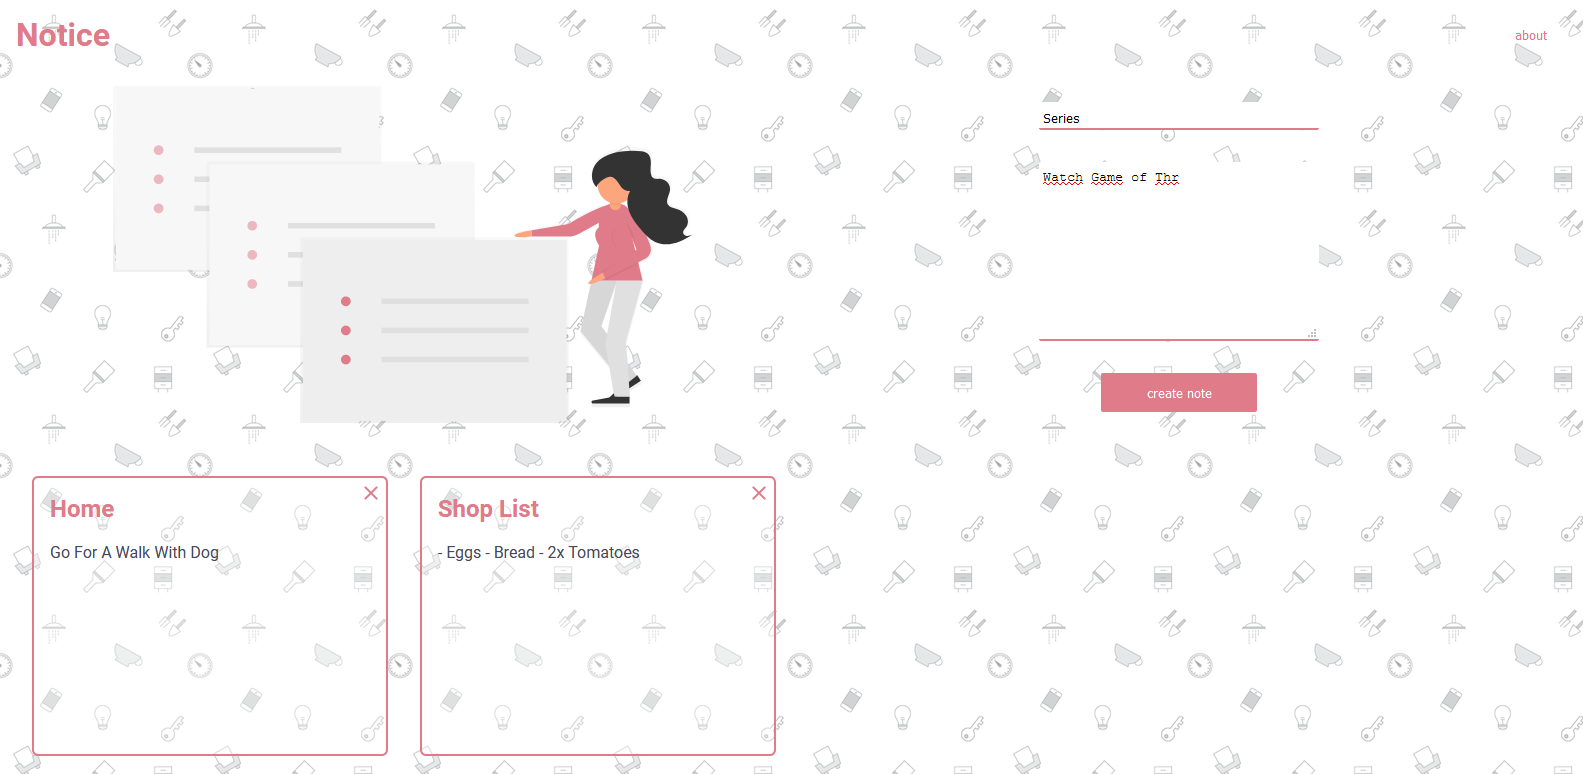 Notice
about
Series
Watch Game of Thr
create note
Home
Go For A Walk With Dog
Shop List
- Eggs - Bread - 2x Tomatoes